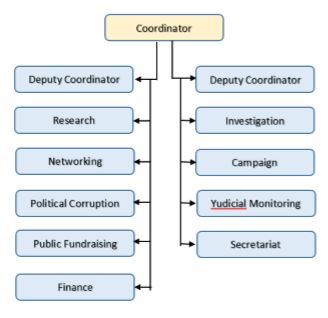 Coordinator
Deputy Coordinator
Research
Networking
Political Corruption
Public Fundraising
Finance
Deputy Coordinator
Investigation
Campaign
Yudicial Monitoring
Secretariat